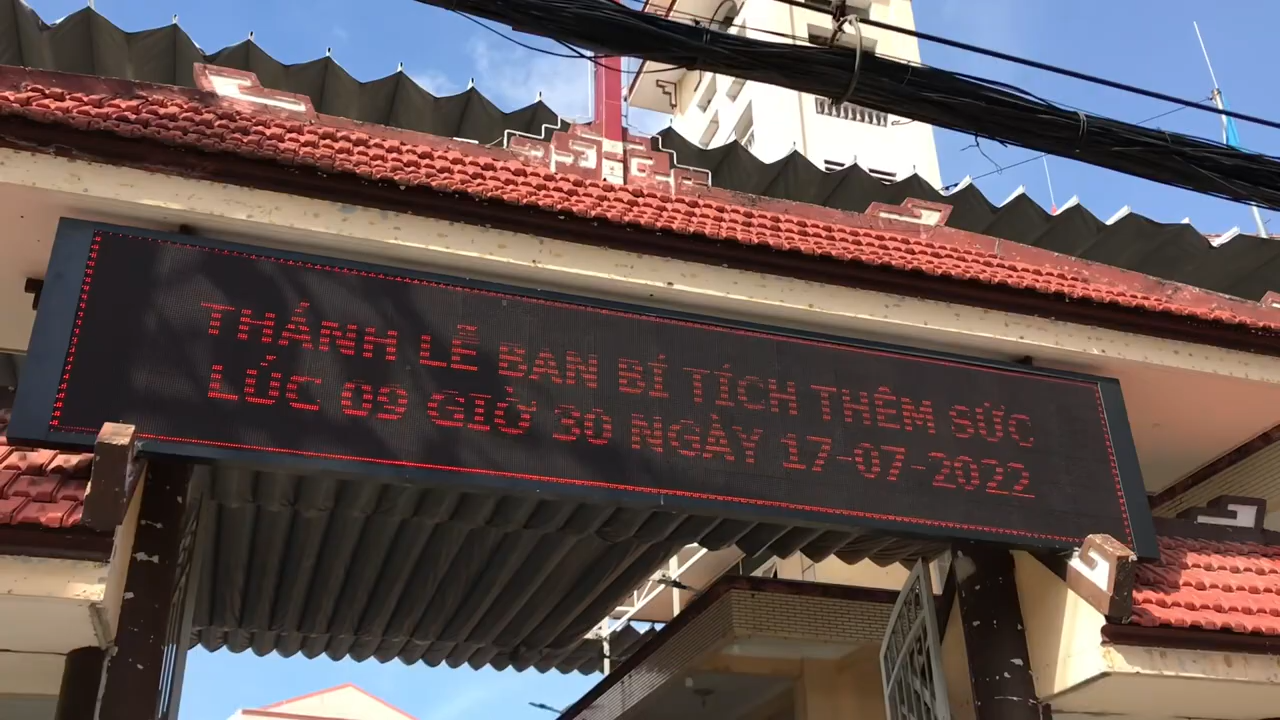 THÁNH LỄ BAN BÍ TÍCH THÊM SỨC
LÚC 09 GIỜ 30 NGÀY 17-07-2022